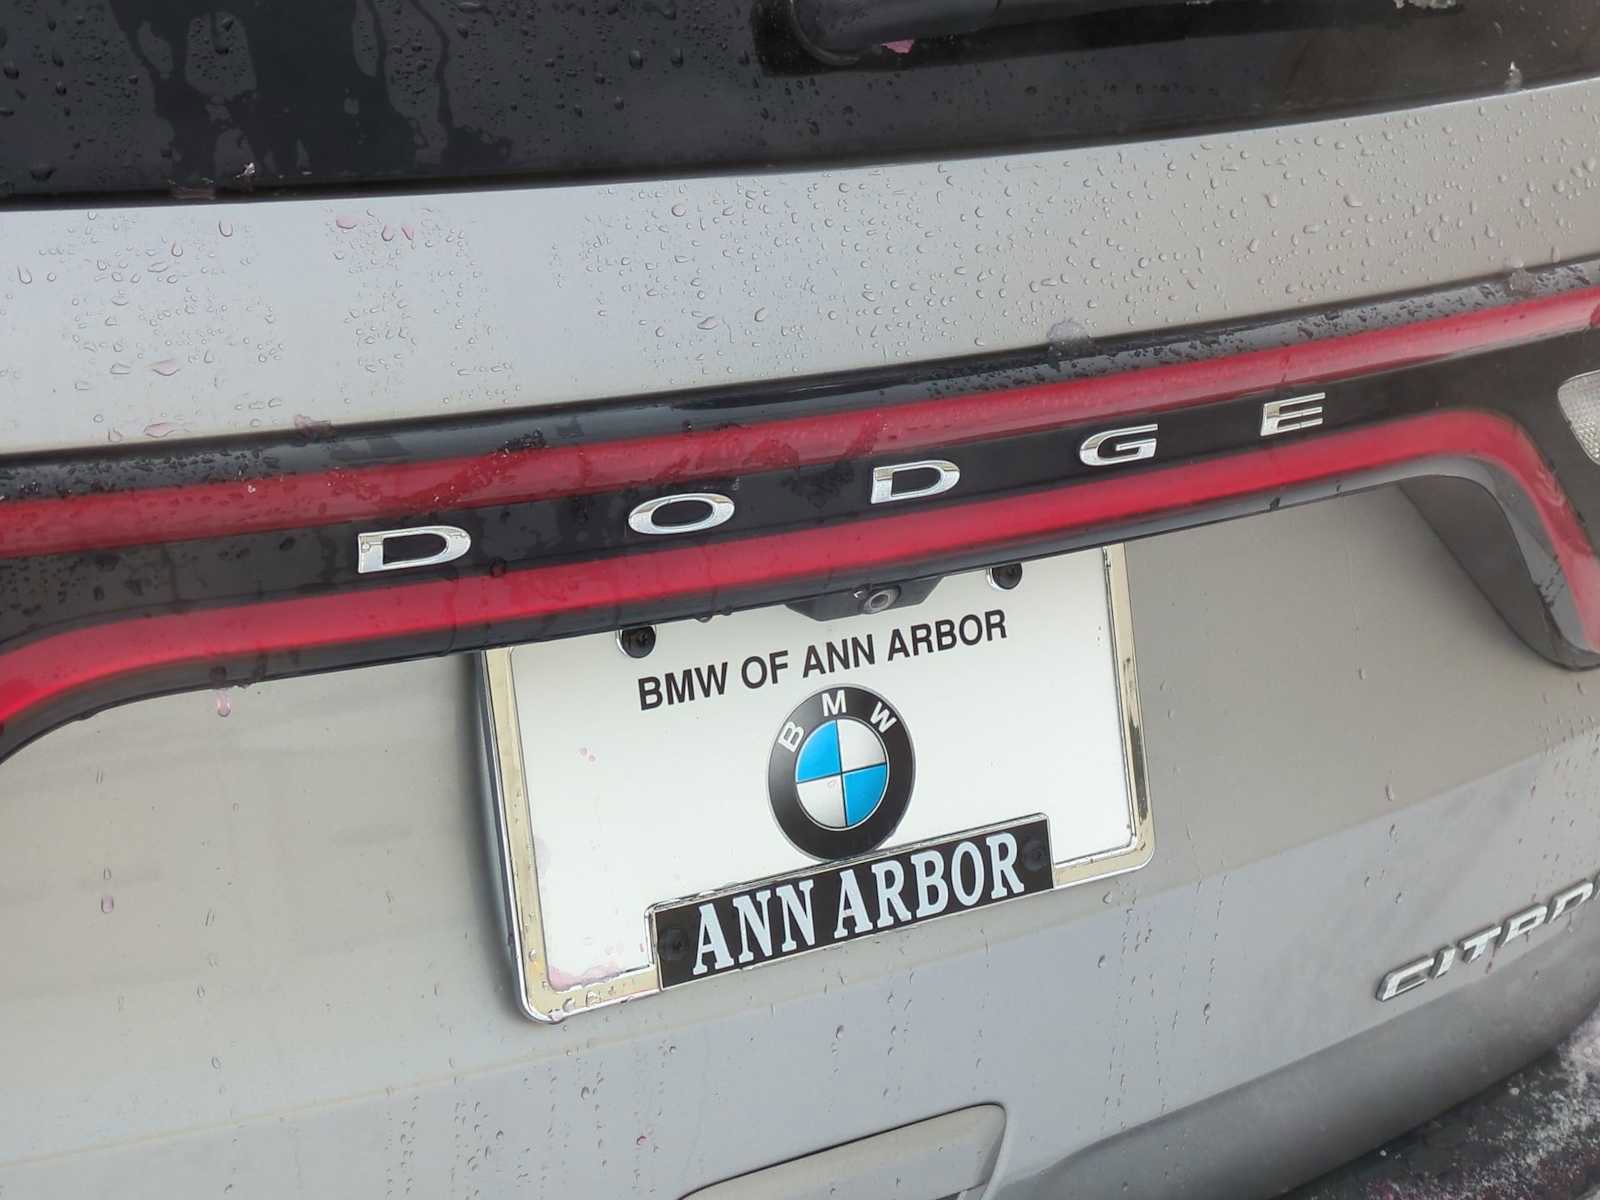 DODGE
BMW OF ANN ARBOR
BMW
ANN ARBOR